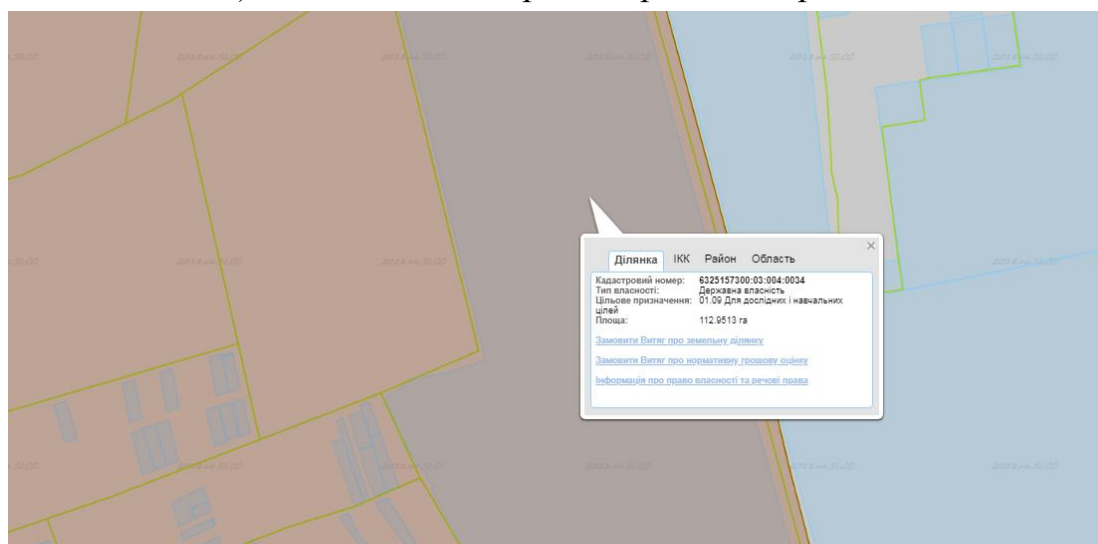 Ділянка ІКК Район Область
Кадастровий номер: 6325157300:03:004:0034
Тип власності: Державна власність
Цільове призначення: 01.09 Для дослідних і навчальних
цілей
Площа: 112.9513 га
Замовити Витяг про земельну ділянку
Замовити Витяг про нормативну грошову оцінку
Інформація про право власності та речові права